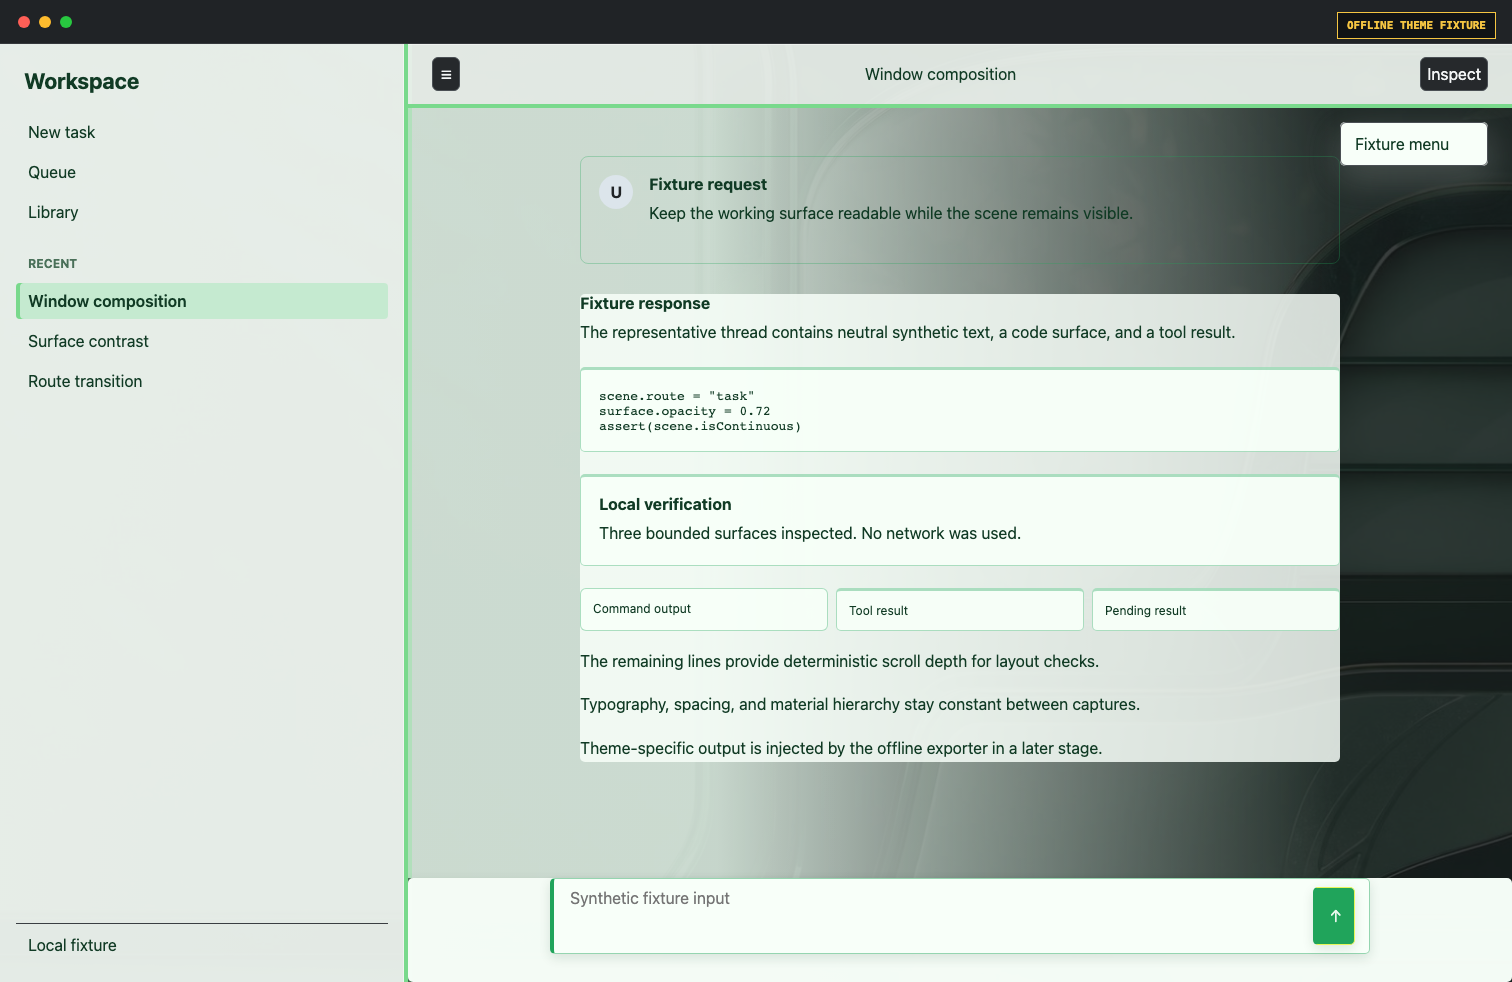 OFFLINE THEME FIXTURE
Workspace
New task
Queue
Library
RECENT
Window composition
Surface contrast
Route transition
Local fixture
Window composition
Inspect
Fixture menu
U
Fixture request
Keep the working surface readable while the scene remains visible.
Fixture response
The representative thread contains neutral synthetic text, a code surface, and a tool result.
scene.route = "task"
surface.opacity = 0.72
assert(scene.isContinuous)
Local verification
Three bounded surfaces inspected. No network was used.
Command output
Tool result
Pending result
The remaining lines provide deterministic scroll depth for layout checks.
Typography, spacing, and material hierarchy stay constant between captures.
Theme-specific output is injected by the offline exporter in a later stage.
Synthetic fixture input